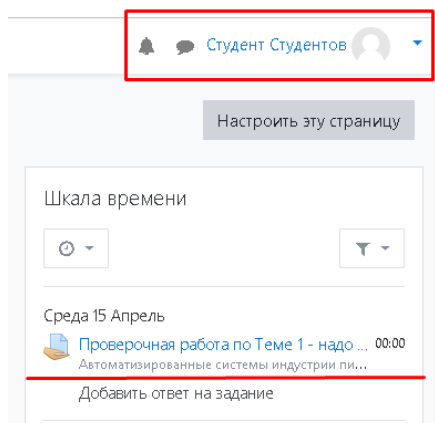 Студент Студентов
Настроить эту страницу
Шкала времени
Среда 15 Апрель
Проверочная работа по Теме 1 - надо ... 00:00
Автоматизированные системы индустрии пи...
Добавить ответ на задание